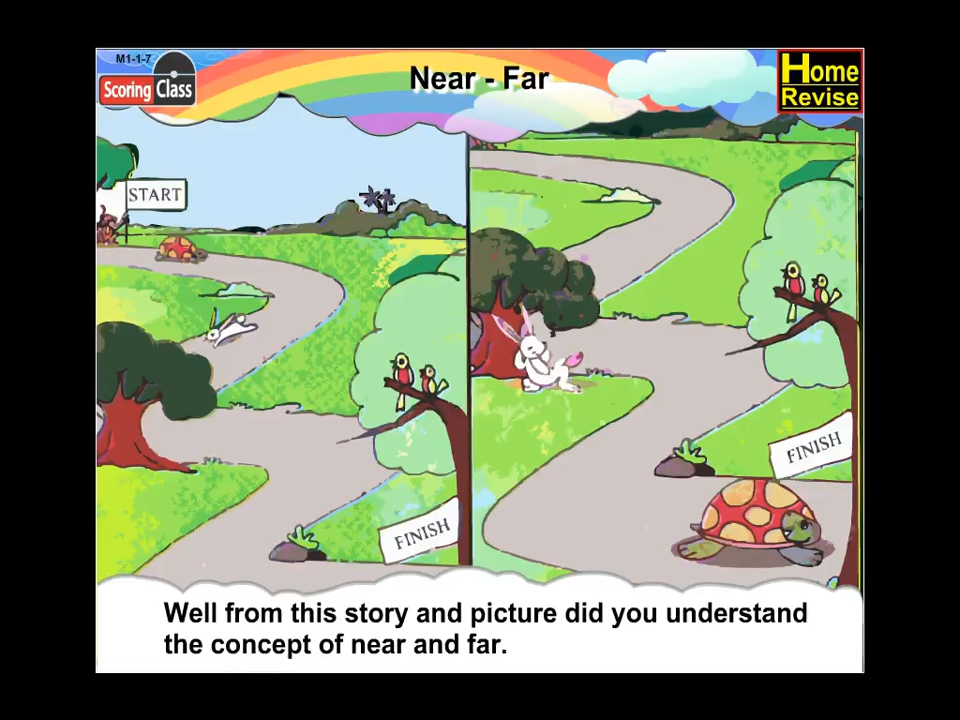 M1-1-7
Scoring Class
Near - Far
Home
Revise
START
FINISH
FINISH
Well from this story and picture did you understand
the concept of near and far.